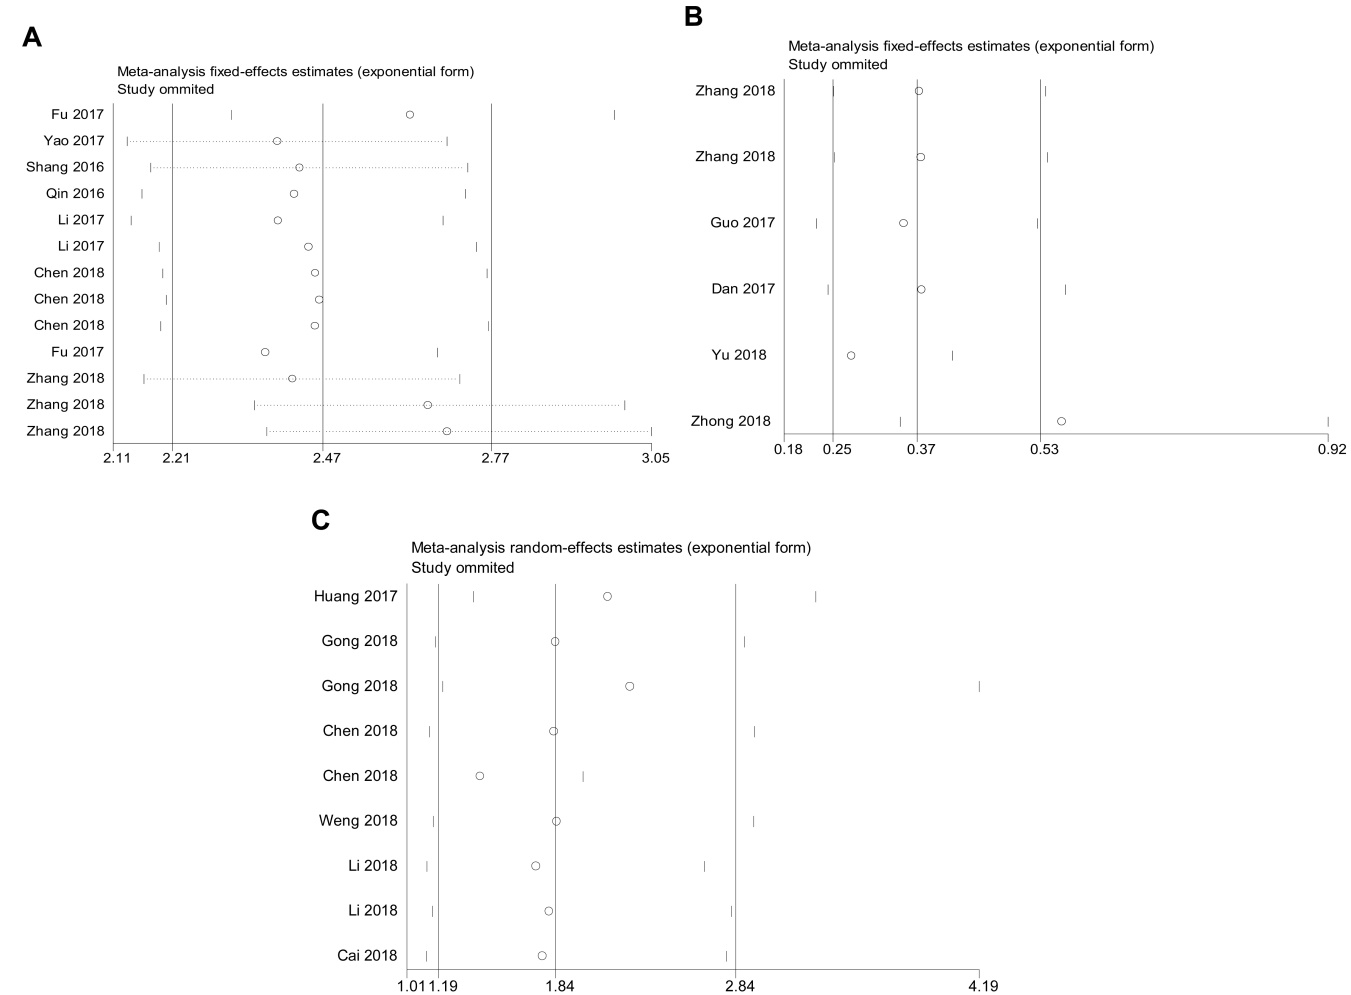 A
Meta-analysis fixed-effects estimates (exponential form)
Study ommited
Fu 2017
Yao 2017
Shang 2016
Qin 2016
Li 2017
Li 2017
Chen 2018
Chen 2018
Chen 2018
Fu 2017
Zhang 2018
Zhang 2018
Zhang 2018
2.11 2.21 2.47 2.77 3.05
B
Meta-analysis fixed-effects estimates (exponential form)
Study ommited
Zhang 2018
Zhang 2018
Guo 2017
Dan 2017
Yu 2018
Zhong 2018
0.18 0.25 0.37 0.53 0.92
C
Meta-analysis random-effects estimates (exponential form)
Study ommited
Huang 2017
Gong 2018
Gong 2018
Chen 2018
Chen 2018
Weng 2018
Li 2018
Li 2018
Cai 2018
1.01 1.19 1.84 2.84 4.19